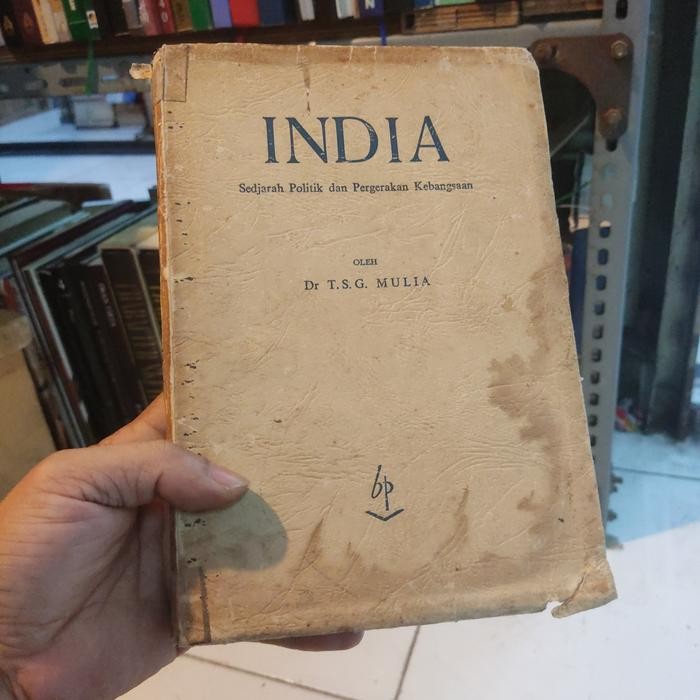 INDIA
Sedjarah Politik dan Pergerakan Kebangsaan
OLEH
Dr T.S.G. MULIA
bp